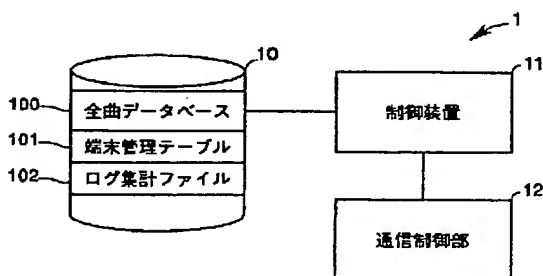 1
10
11
100
全曲データベース
制御装置
101
端末管理テーブル
102
ログ集計ファイル
12
通信制御部